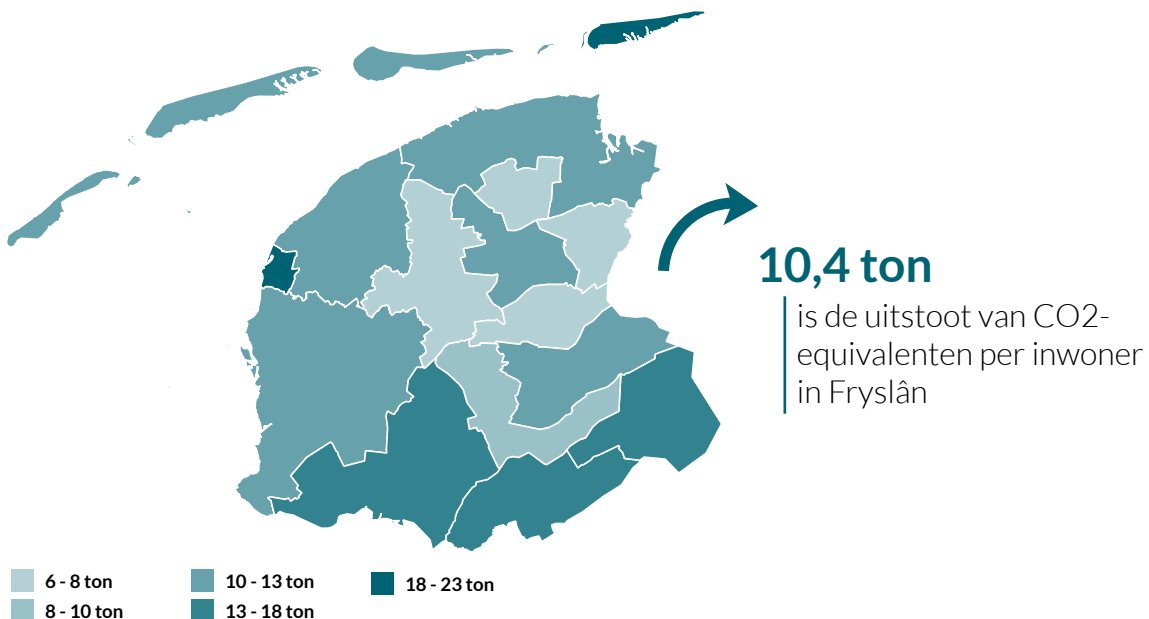 10,4 ton
is de uitstoot van CO2-
equivalenten per inwoner
in Fryslân
6 - 8 ton
8 - 10 ton
10 - 13 ton
13 - 18 ton
18 - 23 ton